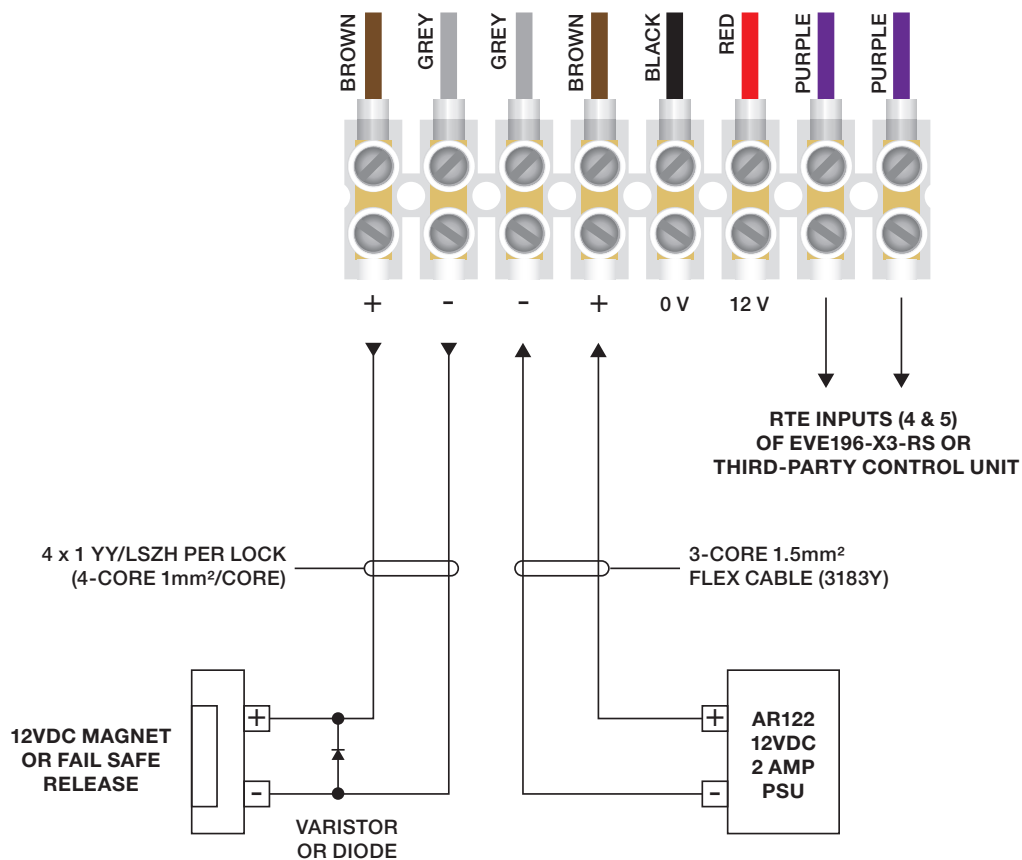 BROWN
GREY
GREY
BROWN
BLACK
RED
PURPLE
PURPLE
+
-
-
+
0 V
12 V
RTE INPUTS (4 & 5)
OF EVE196-X3-RS OR
THIRD-PARTY CONTROL UNIT
4 x 1 YY/LSZH PER LOCK
(4-CORE 1mm²/CORE)
3-CORE 1.5mm²
FLEX CABLE (3183Y)
12VDC MAGNET
OR FAIL SAFE
RELEASE
+
-
VARISTOR
OR DIODE
+
-
AR122
12VDC
2 AMP
PSU